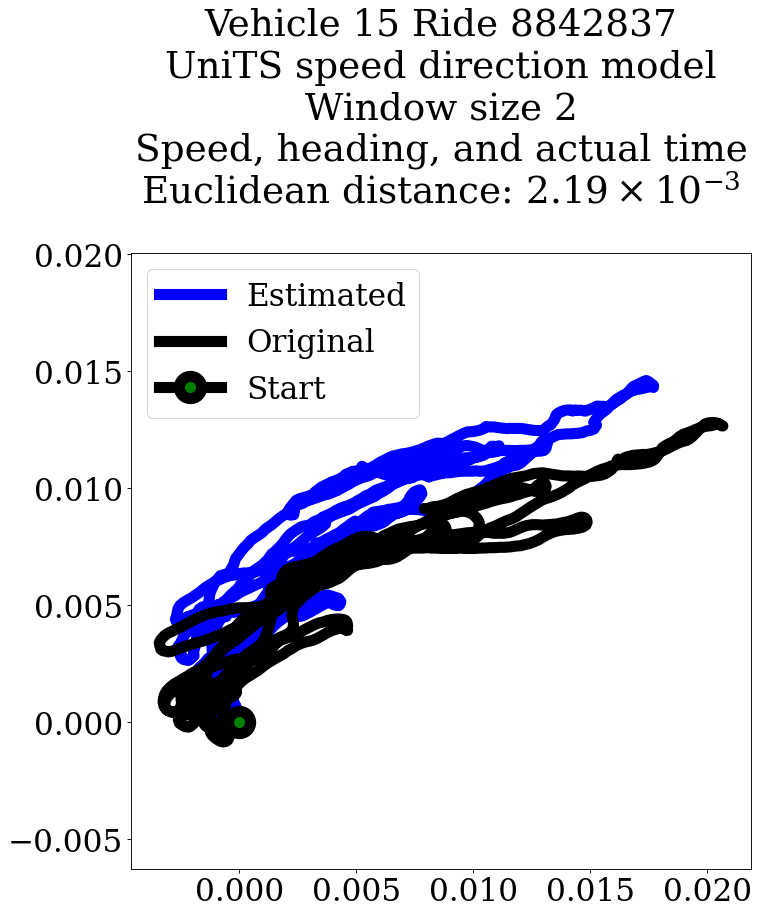 Vehicle 15 Ride 8842837
UniTS speed direction model
Window size 2
Speed, heading, and actual time
Euclidean distance: 2.19 × 10⁻³
0.020
Estimated
Original
Start
0.015
0.010
0.005
0.000
−0.005
0.000 0.005 0.010 0.015 0.020